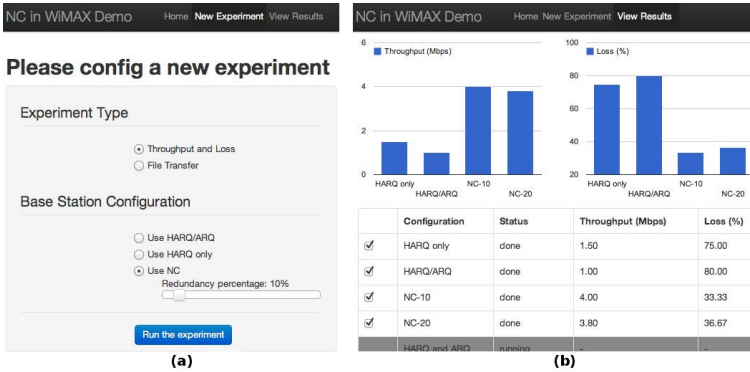 NC in WiMAX Demo Home New Experiment View Results
Please config a new experiment
Experiment Type
Throughput and Loss
File Transfer
Base Station Configuration
Use HARQ/ARQ
Use HARQ only
Use NC
Redundancy percentage: 10%
Run the experiment
(a)
NC in WiMAX Demo Home New Experiment View Results
6
Throughput (Mbps)
4
2
0
HARQ only
HARQ/ARQ
NC-10
NC-20
100
Loss (%)
80
60
40
20
HARQ only
HARQ/ARQ
NC-10
NC-20
Configuration Status Throughput (Mbps) Loss (%)
HARQ only done 1.50 75.00
HARQ/ARQ done 1.00 80.00
NC-10 done 4.00 33.33
NC-20 done 3.80 36.67
HARQ and ARQ running - -
(b)